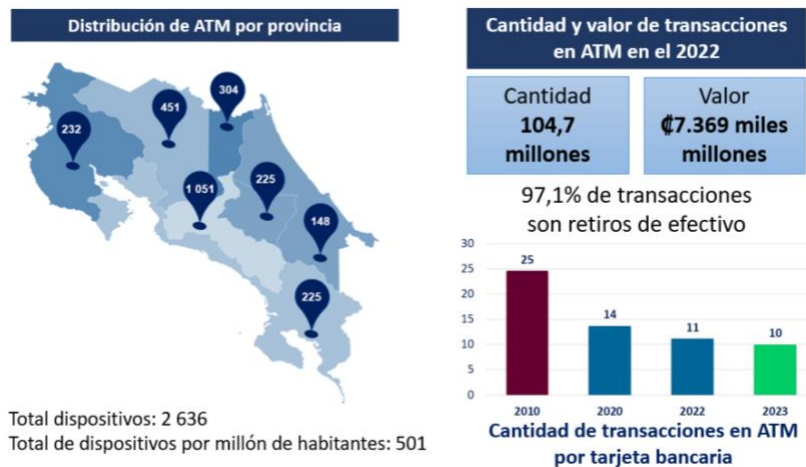 Distribución de ATM por provincia
304
451
232
1 051
225
148
225
Total dispositivos: 2 636
Total de dispositivos por millón de habitantes: 501
Cantidad y valor de transacciones
en ATM en el 2022
Cantidad
104,7
millones
Valor
₡7.369 miles
millones
97,1% de transacciones
son retiros de efectivo
30
25
20
15
10
5
0
25
14
11
10
2010
2020
2022
2023
Cantidad de transacciones en ATM
por tarjeta bancaria